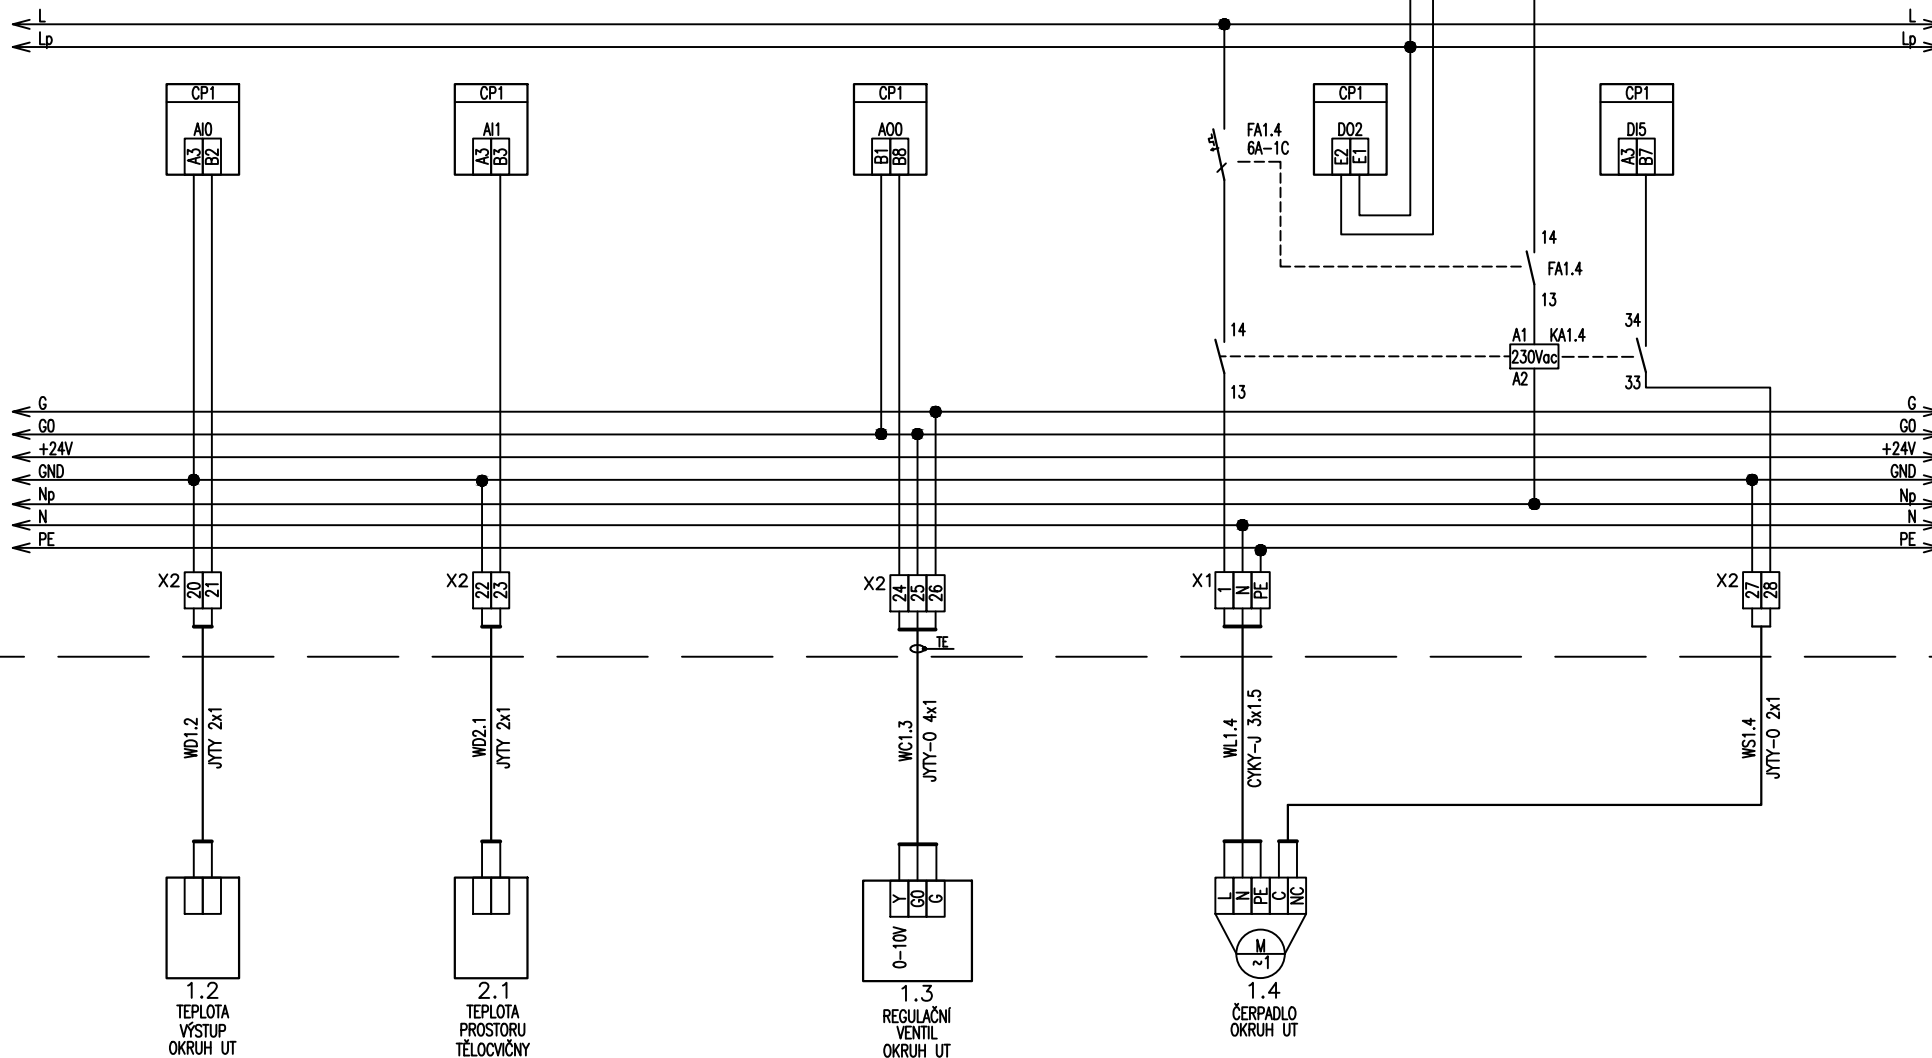 L
L
Lp
Lp
CP1
CP1
CP1
CP1
CP1
AI0
AI1
AO0
DO2
DI5
A3
B2
A3
B3
B1
B8
E2
E1
A3
B7
FA1.4
6A-1C
14
FA1.4
13
14
13
A1
KA1.4
230Vac
A2
34
33
G
G
G0
G0
+24V
+24V
GND
GND
Np
Np
N
N
PE
PE
X2
20
21
X2
22
23
X2
24
25
26
X1
1
N
PE
X2
27
28
TE
WD1.2
JYTY 2x1
WD2.1
JYTY 2x1
WC1.3
JYTY-O 4x1
WL1.4
CYKY-J 3x1.5
WS1.4
JYTY-O 2x1
Y
G0
G
0-10V
L
N
PE
C
NC
M
~1
1.2
TEPLOTA
VÝSTUP
OKRUH UT
2.1
TEPLOTA
PROSTORU
TĚLOCVIČNY
1.3
REGULAČNÍ
VENTIL
OKRUH UT
1.4
ČERPADLO
OKRUH UT